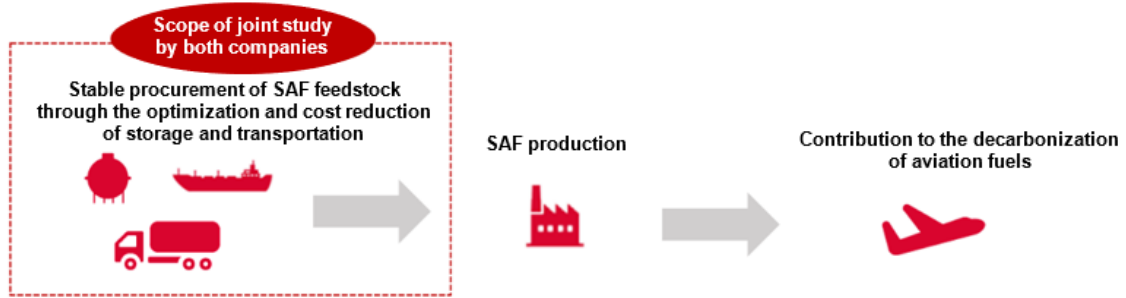 Scope of joint study
by both companies
Stable procurement of SAF feedstock
through the optimization and cost reduction
of storage and transportation
SAF production
Contribution to the decarbonization
of aviation fuels